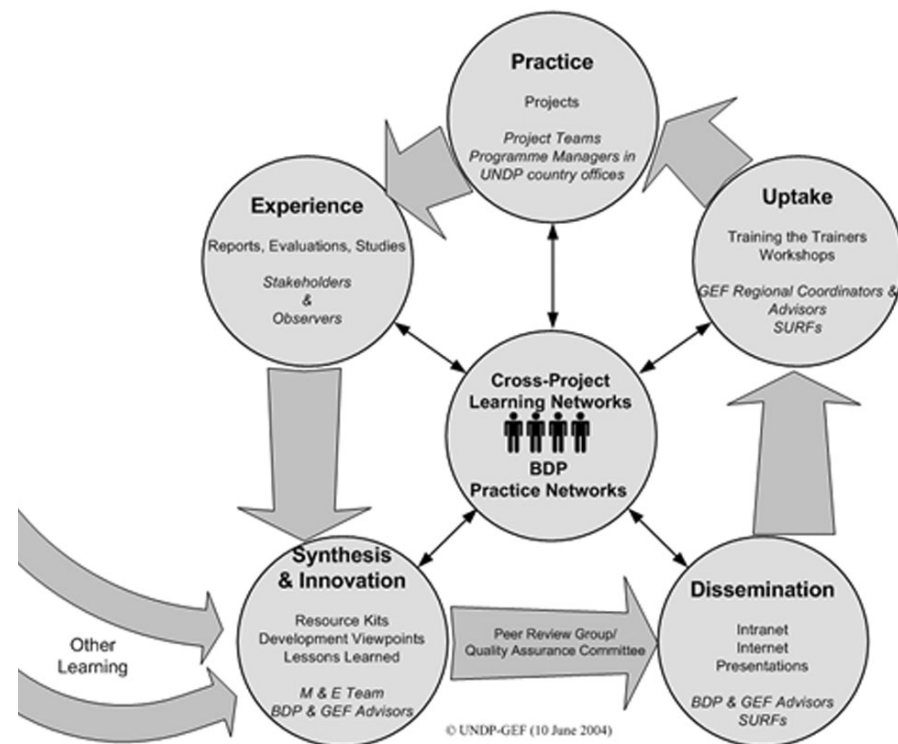 Practice
Projects
Project Teams
Programme Managers in
UNDP country offices
Experience
Reports, Evaluations, Studies
Stakeholders
&
Observers
Uptake
Training the Trainers
Workshops
GEF Regional Coordinators &
Advisors
SURFs
Cross-Project
Learning Networks
BDP
Practice Networks
Synthesis
& Innovation
Resource Kits
Development Viewpoints
Lessons Learned
M & E Team
BDP & GEF Advisors
Other
Learning
Peer Review Group/
Quality Assurance Committee
Dissemination
Intranet
Internet
Presentations
BDP & GEF Advisors
SURFs
© UNDP-GEF (10 June 2004)